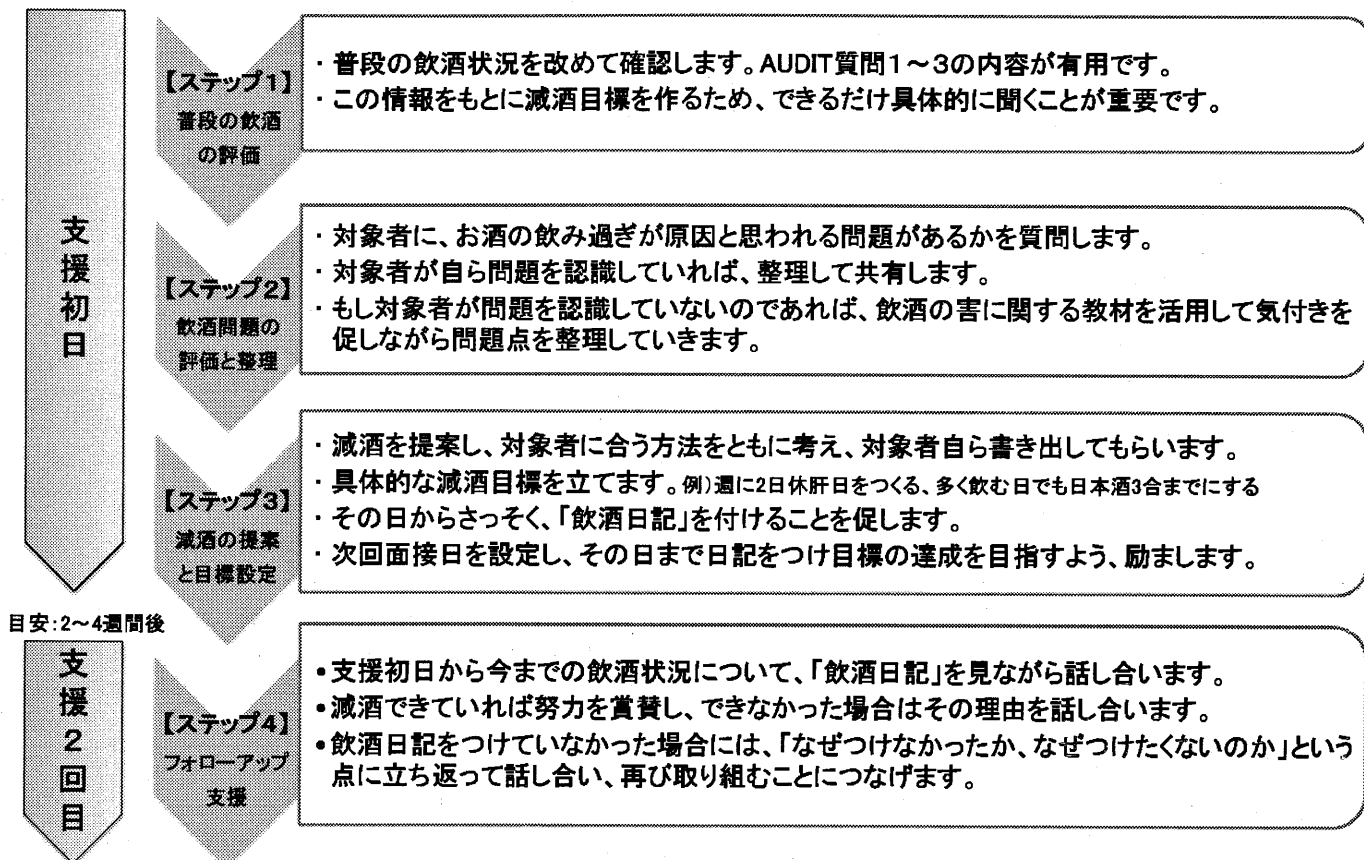 支援初日
【ステップ1】
普段の飲酒
の評価
・普段の飲酒状況を改めて確認します。AUDIT質問1~3の内容が有用です。
・この情報をもとに減酒目標を作るため、できるだけ具体的に聞くことが重要です。
【ステップ2】
飲酒問題の
評価と整理
・対象者に、お酒の飲み過ぎが原因と思われる問題があるかを質問します。
・対象者が自ら問題を認識していれば、整理して共有します。
・もし対象者が問題を認識していないのであれば、飲酒の害に関する教材を活用して気付きを
促しながら問題点を整理していきます。
【ステップ3】
減酒の提案
と目標設定
・減酒を提案し、対象者に合う方法をともに考え、対象者自ら書き出してもらいます。
・具体的な減酒目標を立てます。例)週に2日休肝日をつくる、多く飲む日でも日本酒3合までにする
・その日からさっそく、「飲酒日記」を付けることを促します。
・次回面接日を設定し、その日まで日記をつけ目標の達成を目指すよう、励まします。
目安:2~4週間後
支援2回目
【ステップ4】
フォローアップ
支援
•支援初日から今までの飲酒状況について、「飲酒日記」を見ながら話し合います。
•減酒できていれば努力を賞賛し、できなかった場合はその理由を話し合います。
•飲酒日記をつけていなかった場合には、「なぜつけなかったか、なぜつけたくないのか」という
点に立ち返って話し合い、再び取り組むことにつなげます。